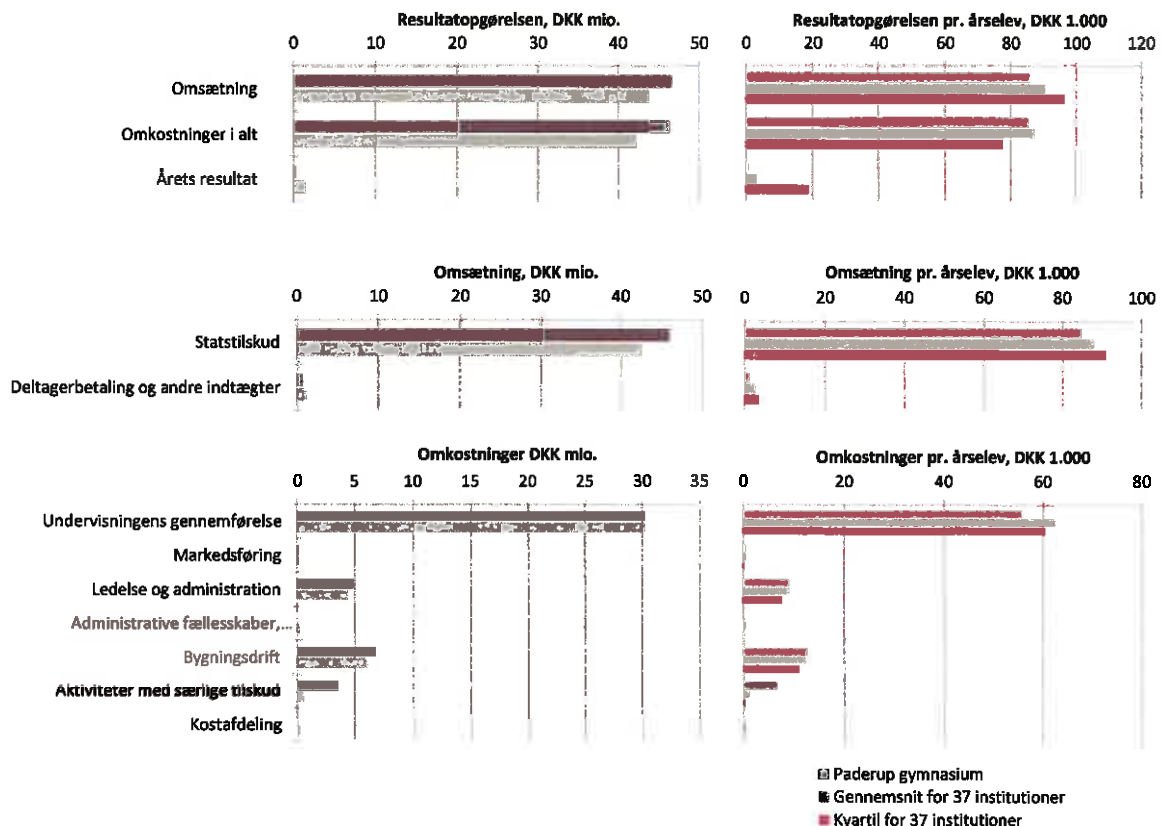 Resultatopgørelsen, DKK mio.
Resultatopgørelsen pr. årselev, DKK 1.000
0 10 20 30 40 50
0 20 40 60 80 100 120
Omsætning
Omkostninger i alt
Årets resultat
Omsætning, DKK mio.
Omsætning pr. årselev, DKK 1.000
0 10 20 30 40 50
0 20 40 60 80 100
Statstilskud
Deltagerbetaling og andre indtægter
Omkostninger DKK mio.
Omkostninger pr. årselev, DKK 1.000
0 5 10 15 20 25 30 35
0 20 40 60 80
Undervisningens gennemførelse
Markedsføring
Ledelse og administration
Administrative fællesskaber,...
Bygningsdrift
Aktiviteter med særlige tilskud
Kostafdeling
Paderup gymnasium
Gennemsnit for 37 institutioner
Kvartil for 37 institutioner